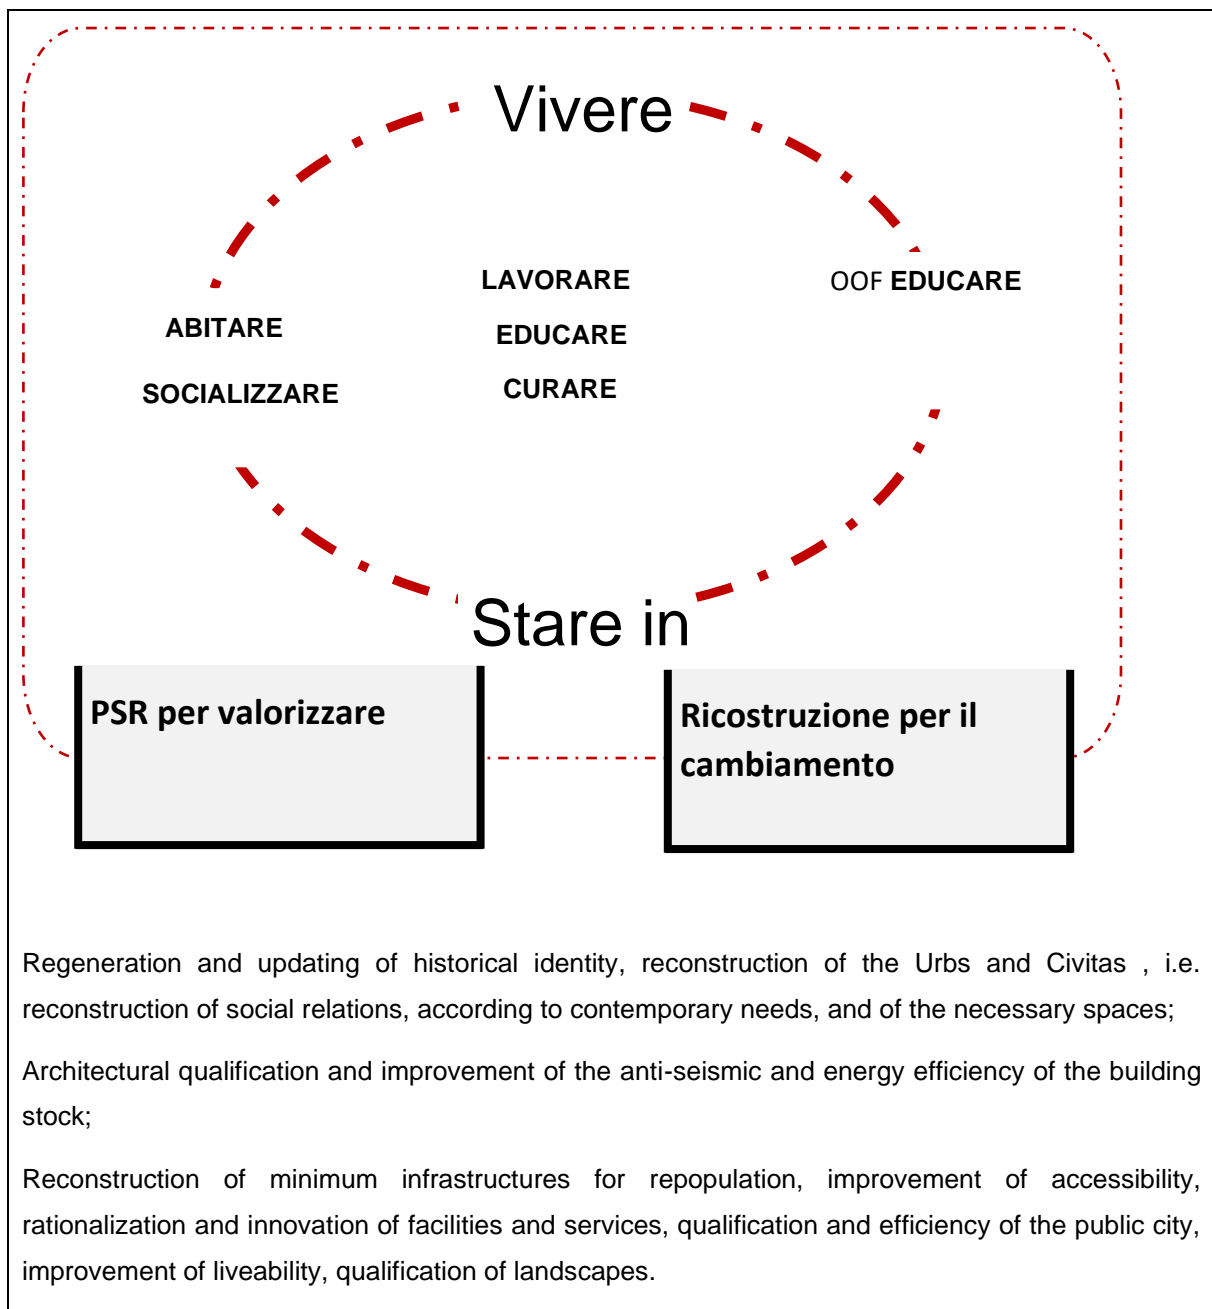 Vivere
LAVORARE
OOF EDUCARE
ABITARE
EDUCARE
SOCIALIZZARE
CURARE
Stare in
PSR per valorizzare
Ricostruzione per il
cambiamento
Regeneration and updating of historical identity, reconstruction of the Urbs and Civitas , i.e.
reconstruction of social relations, according to contemporary needs, and of the necessary spaces;
Architectural qualification and improvement of the anti-seismic and energy efficiency of the building
stock;
Reconstruction of minimum infrastructures for repopulation, improvement of accessibility,
rationalization and innovation of facilities and services, qualification and efficiency of the public city,
improvement of liveability, qualification of landscapes.